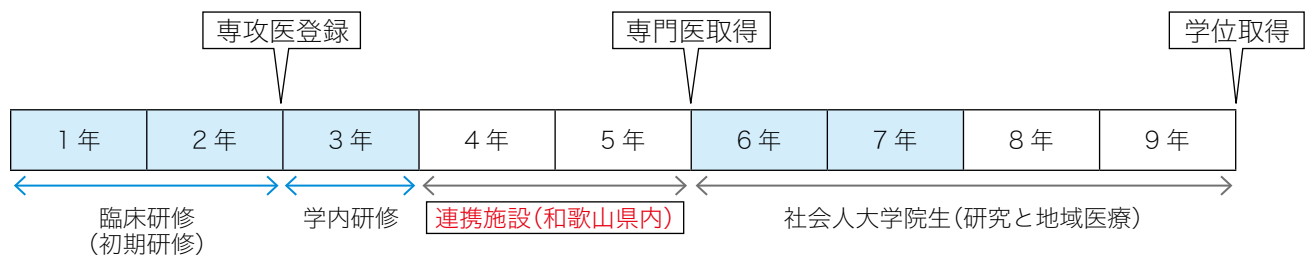 専攻医登録
専門医取得
学位取得
1年
2年
3年
4年
5年
6年
7年
8年
9年
臨床研修
（初期研修）
学内研修
連携施設（和歌山県内）
社会人大学院生（研究と地域医療）